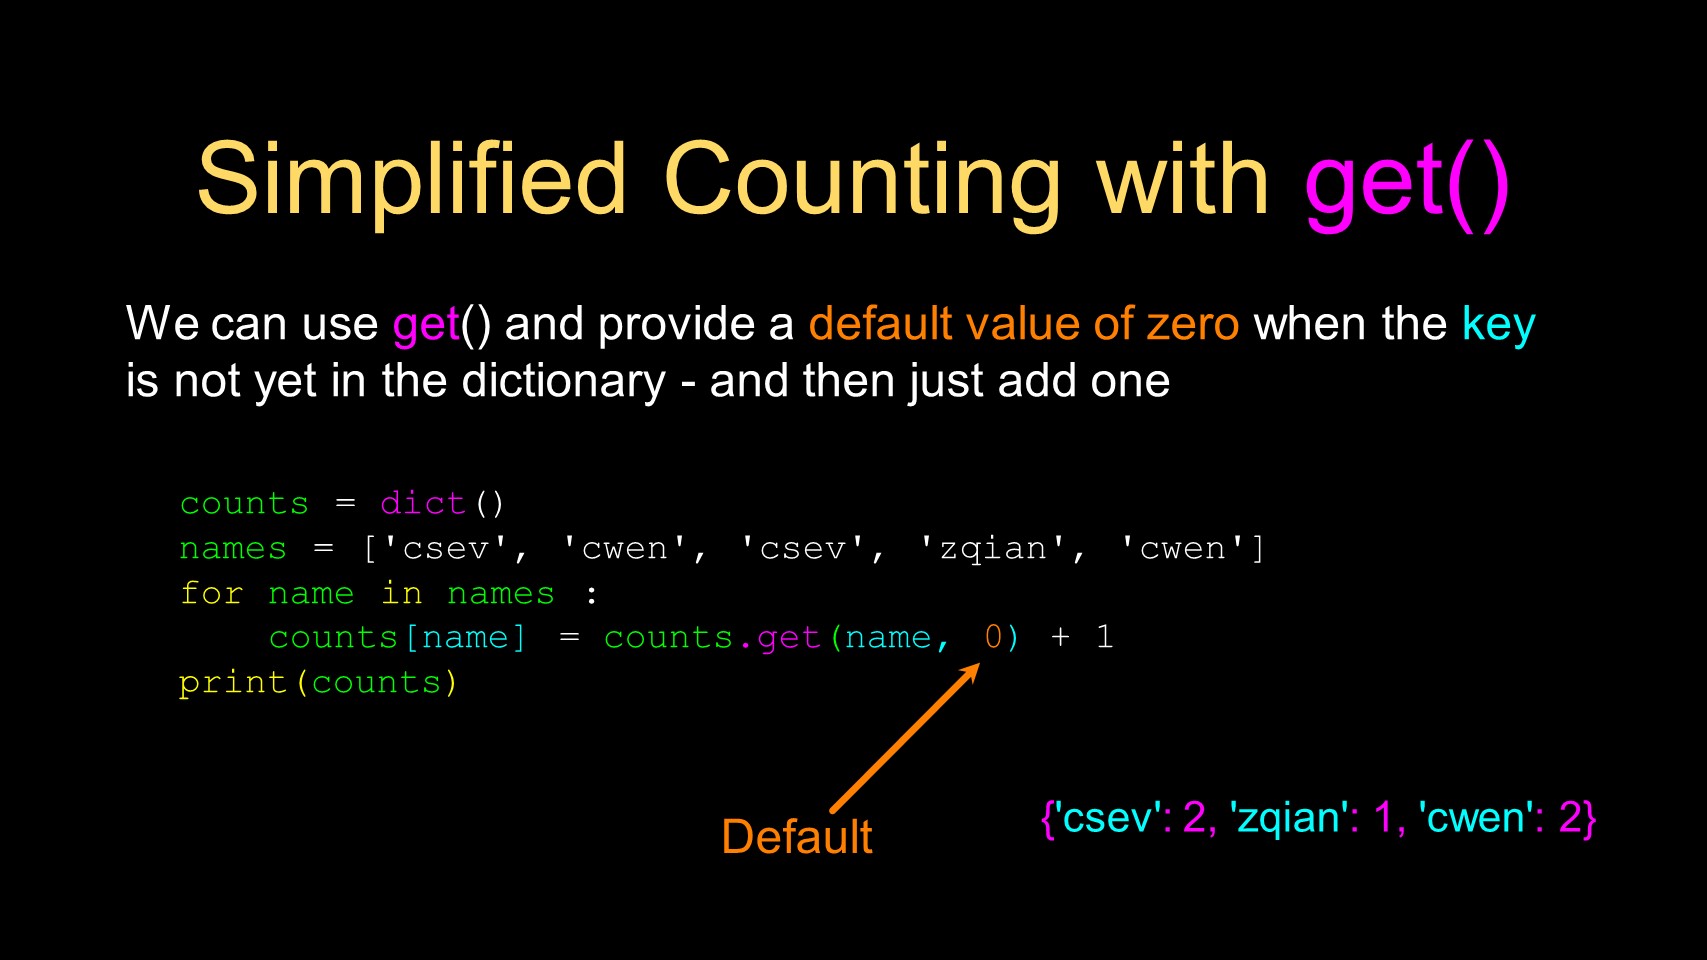 Simplified Counting with get()
We can use get() and provide a default value of zero when the key
is not yet in the dictionary - and then just add one
counts = dict()
names = ['csev', 'cwen', 'csev', 'zqian', 'cwen']
for name in names :
    counts[name] = counts.get(name, 0) + 1
print(counts)
Default
{'csev': 2, 'zqian': 1, 'cwen': 2}